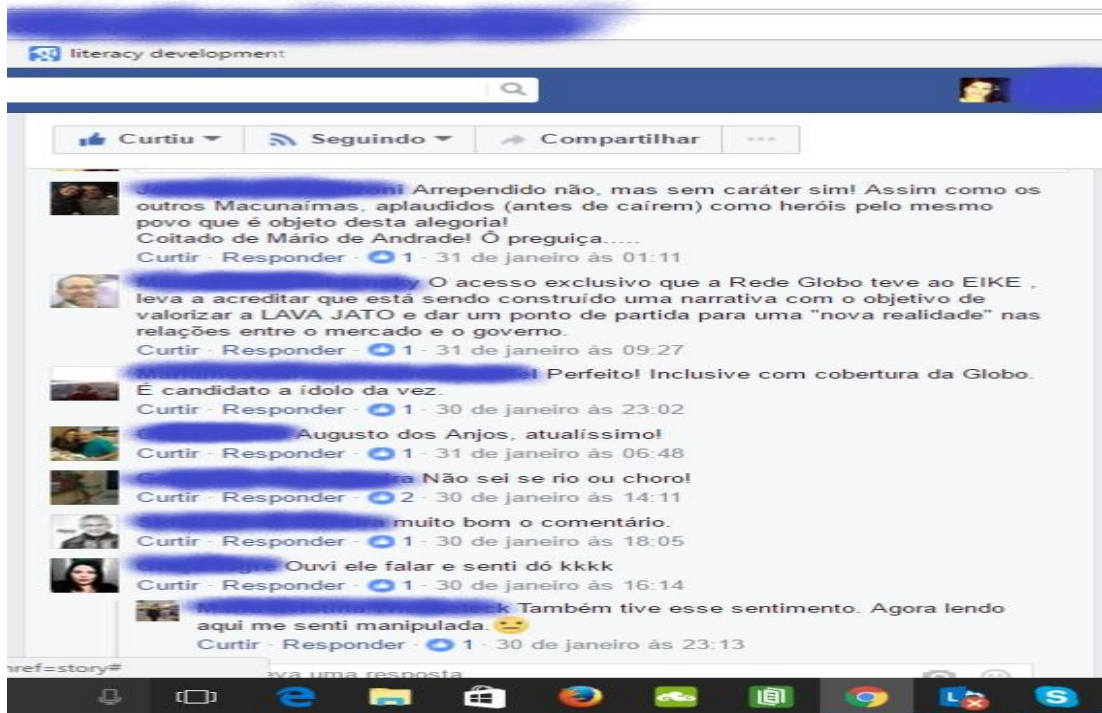 literacy development
Curtiu
Seguindo
Compartilhar
Arrependido não, mas sem caráter sim! Assim como os
outros Macunaímas, aplaudidos (antes de caírem) como heróis pelo mesmo
povo que é objeto desta alegoria!
Coitado de Mário de Andrade! Ô preguiça.....
Curtir · Responder · 1 · 31 de janeiro às 01:11
O acesso exclusivo que a Rede Globo teve ao EIKE ,
leva a acreditar que está sendo construído uma narrativa com o objetivo de
valorizar a LAVA JATO e dar um ponto de partida para uma "nova realidade" nas
relações entre o mercado e o governo.
Curtir · Responder · 1 · 31 de janeiro às 09:27
Perfeito! Inclusive com cobertura da Globo.
É candidato a ídolo da vez.
Curtir · Responder · 1 · 30 de janeiro às 23:02
Augusto dos Anjos, atualíssimo!
Curtir · Responder · 1 · 31 de janeiro às 06:48
Não sei se rio ou choro!
Curtir · Responder · 2 · 30 de janeiro às 14:11
muito bom o comentário.
Curtir · Responder · 1 · 30 de janeiro às 18:05
Ouvi ele falar e senti dó kkkk
Curtir · Responder · 1 · 30 de janeiro às 16:14
Também tive esse sentimento. Agora lendo
aqui me senti manipulada.
Curtir · Responder · 1 · 30 de janeiro às 23:13
uma resposta
href=story#